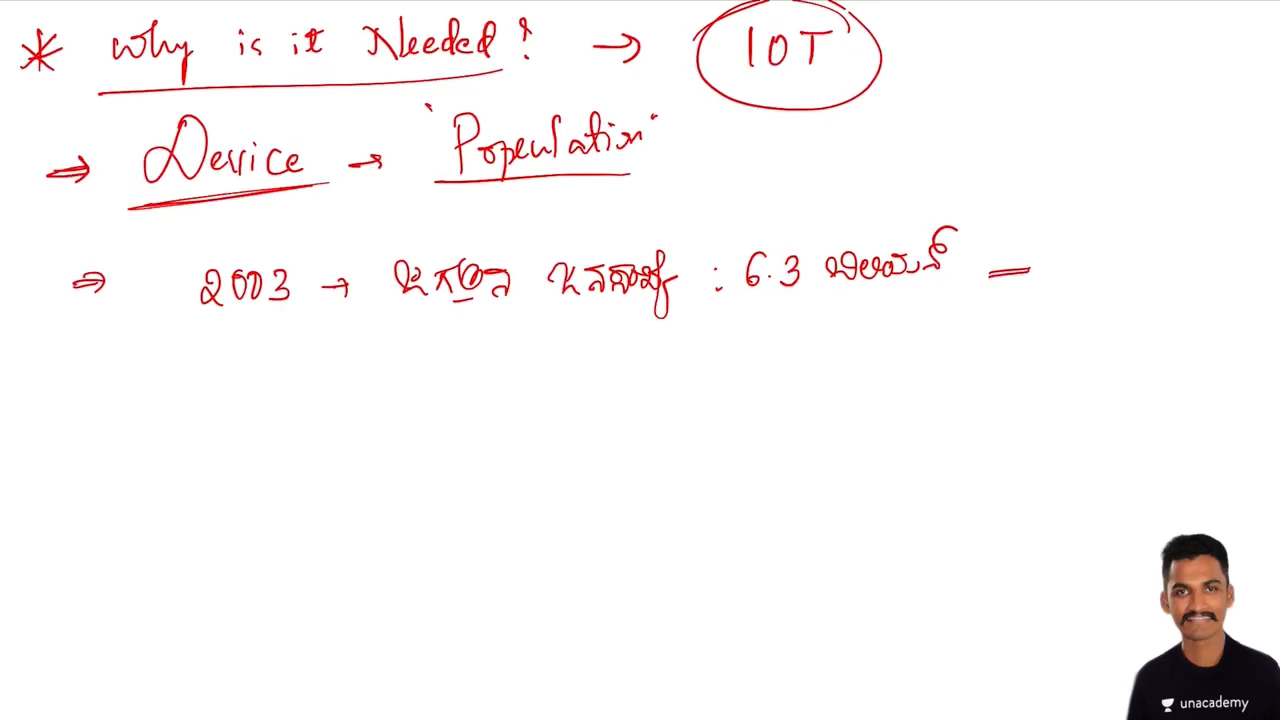 * Why is it Needed? → IOT
⇒ Device → "Population"
⇒ 2003 → ಜಗತಿನ ಜನಸಂಖ್ಯೆ : 6.3 ಬಿಲಿಯನ್ —
unacademy